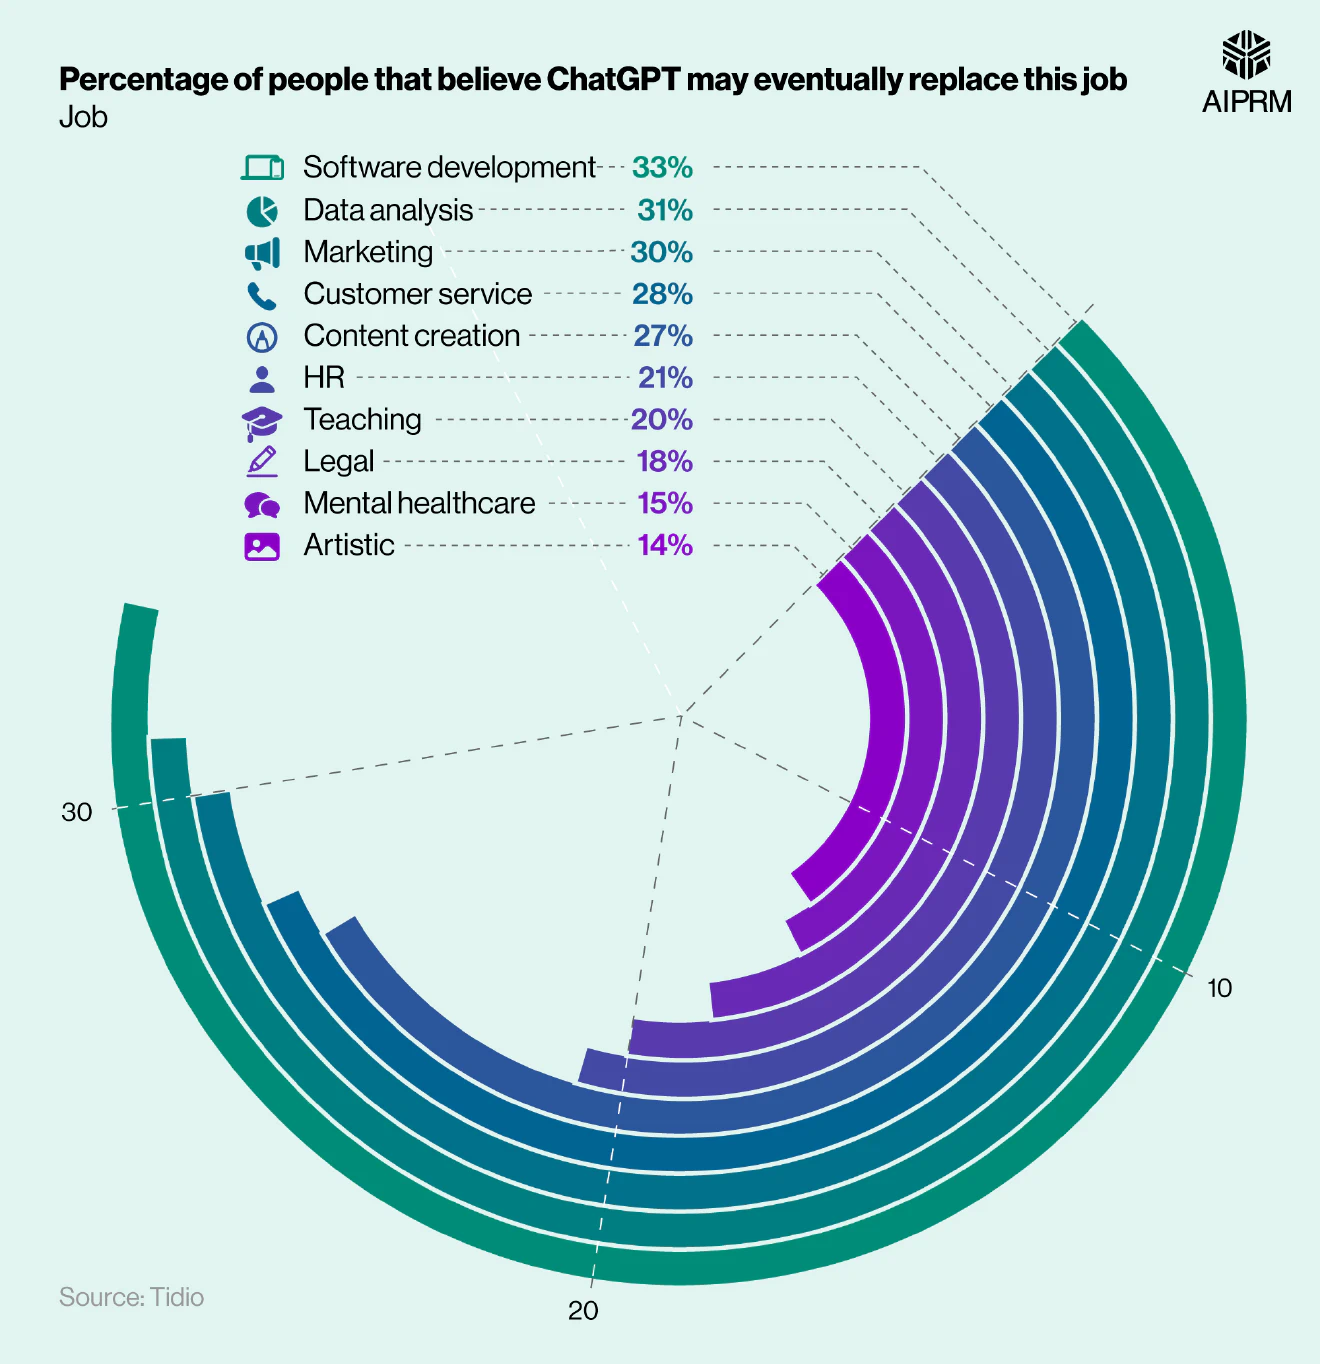 Percentage of people that believe ChatGPT may eventually replace this job
Job
AIPRM
Software development 33%
Data analysis 31%
Marketing 30%
Customer service 28%
Content creation 27%
HR 21%
Teaching 20%
Legal 18%
Mental healthcare 15%
Artistic 14%
30
10
20
Source: Tidio